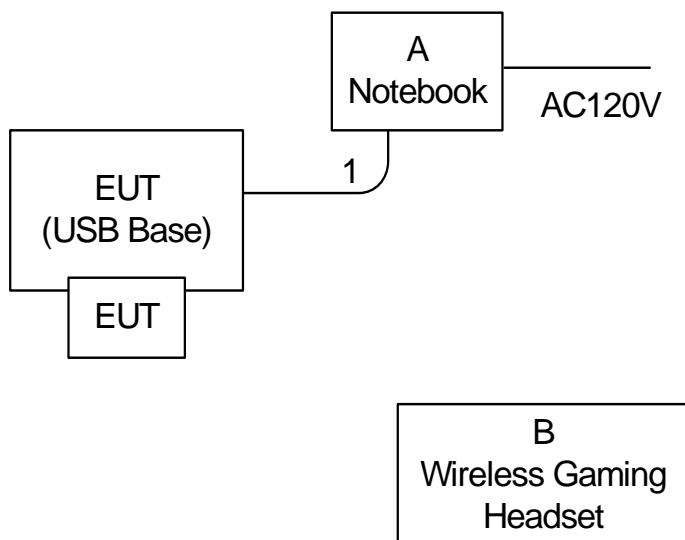 A
Notebook
AC120V
1
EUT
(USB Base)
EUT
B
Wireless Gaming
Headset